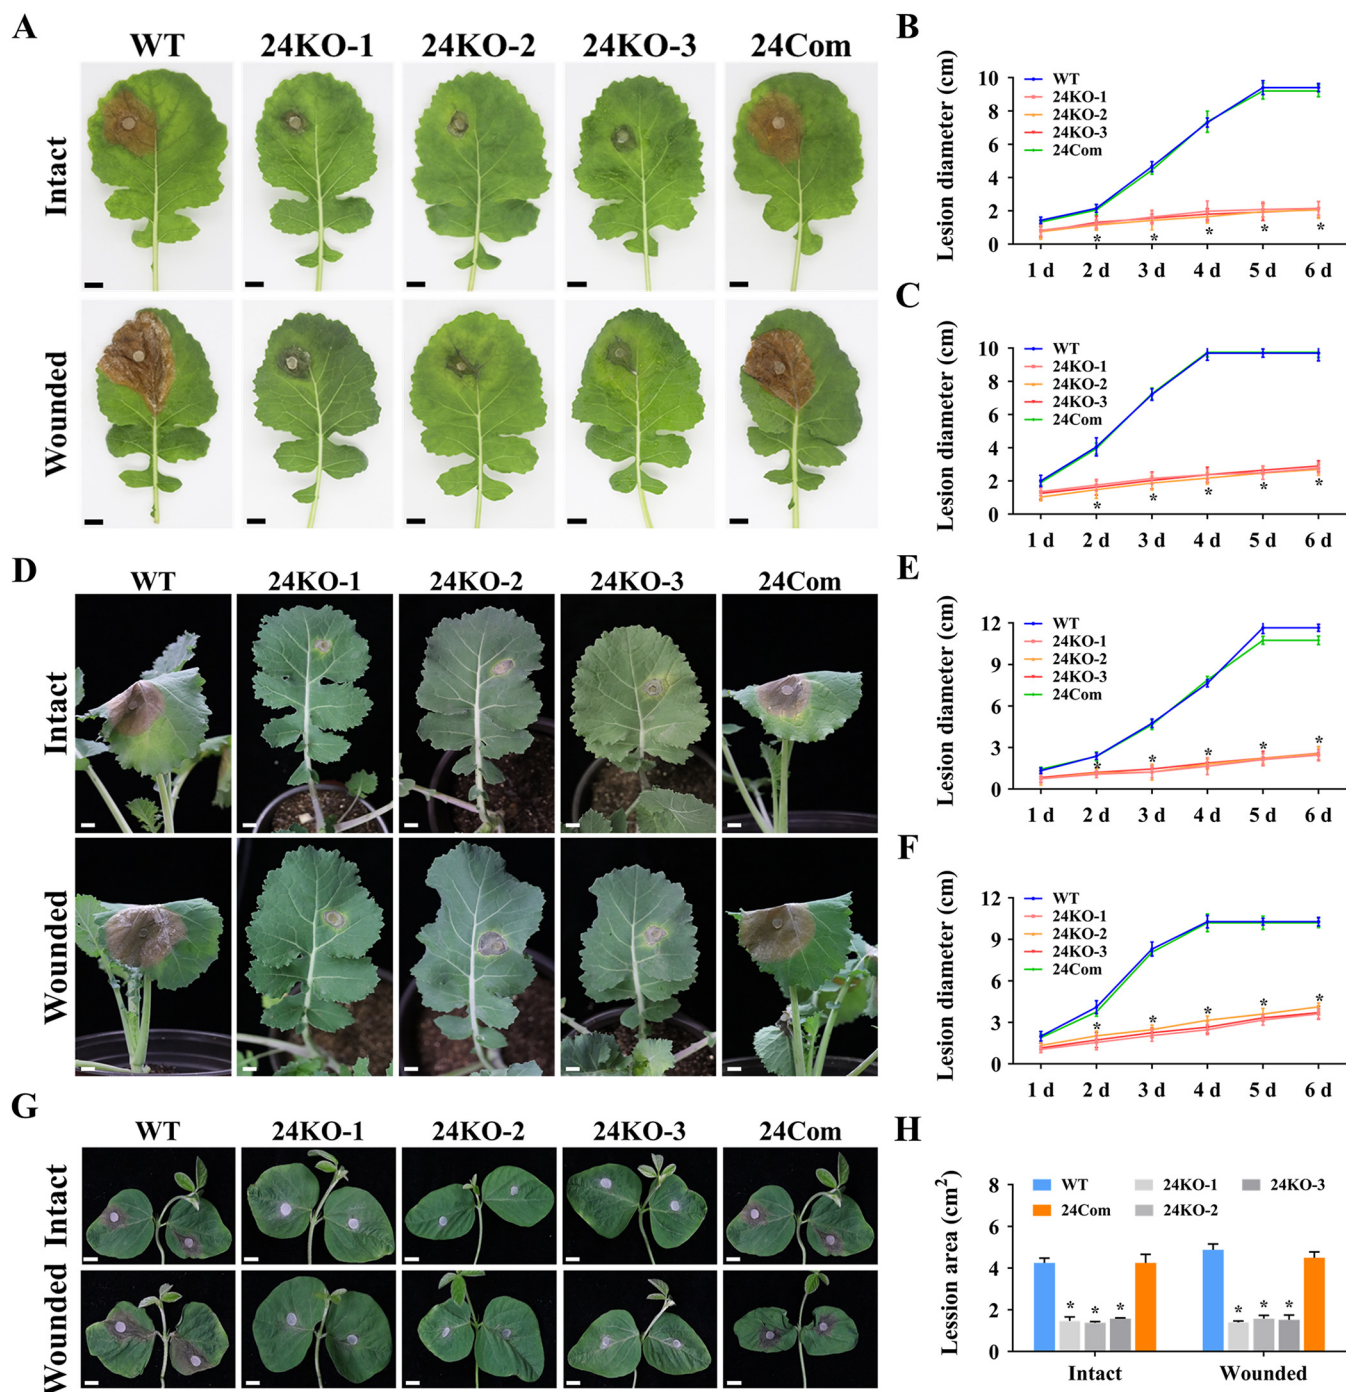 A
WT 24KO-1 24KO-2 24KO-3 24Com
Intact
Wounded
B
Lesion diameter (cm)
10
8
6
4
2
0
WT
24KO-1
24KO-2
24KO-3
24Com
* * * * *
1 d 2 d 3 d 4 d 5 d 6 d
C
Lesion diameter (cm)
10
8
6
4
2
0
WT
24KO-1
24KO-2
24KO-3
24Com
* * * * *
1 d 2 d 3 d 4 d 5 d 6 d
D
WT 24KO-1 24KO-2 24KO-3 24Com
Intact
Wounded
E
Lesion diameter (cm)
12
9
6
3
0
WT
24KO-1
24KO-2
24KO-3
24Com
* * * * *
1 d 2 d 3 d 4 d 5 d 6 d
F
Lesion diameter (cm)
12
9
6
3
0
WT
24KO-1
24KO-2
24KO-3
24Com
* * * * *
1 d 2 d 3 d 4 d 5 d 6 d
G
WT 24KO-1 24KO-2 24KO-3 24Com
Intact
Wounded
H
Lession area (cm²)
8
6
4
2
0
WT 24KO-1 24KO-3
24Com 24KO-2
* * * * * *
Intact Wounded